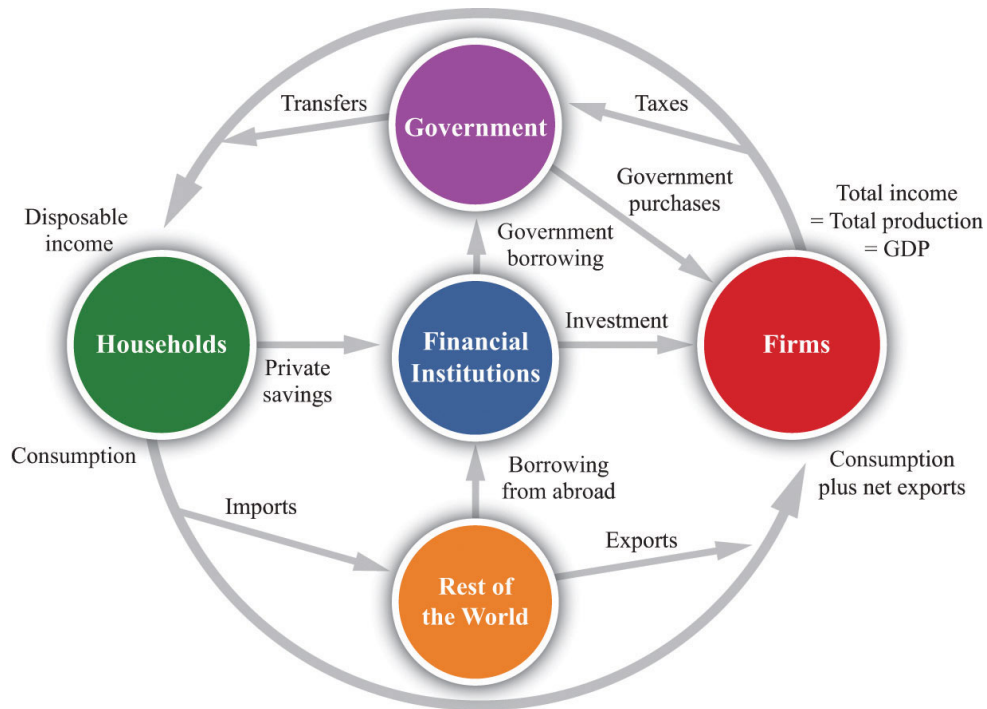 Transfers
Taxes
Government
Government
purchases
Total income
= Total production
= GDP
Disposable
income
Government
borrowing
Households
Private
savings
Financial
Institutions
Investment
Firms
Consumption
Borrowing
from abroad
Consumption
plus net exports
Imports
Exports
Rest of
the World